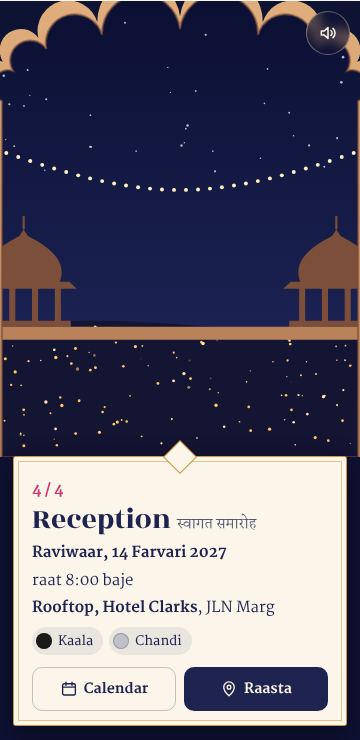 4/4
Reception स्वागत समारोह
Raviwaar, 14 Farvari 2027
raat 8:00 baje
Rooftop, Hotel Clarks, JLN Marg
Kaala Chandi
Calendar Raasta